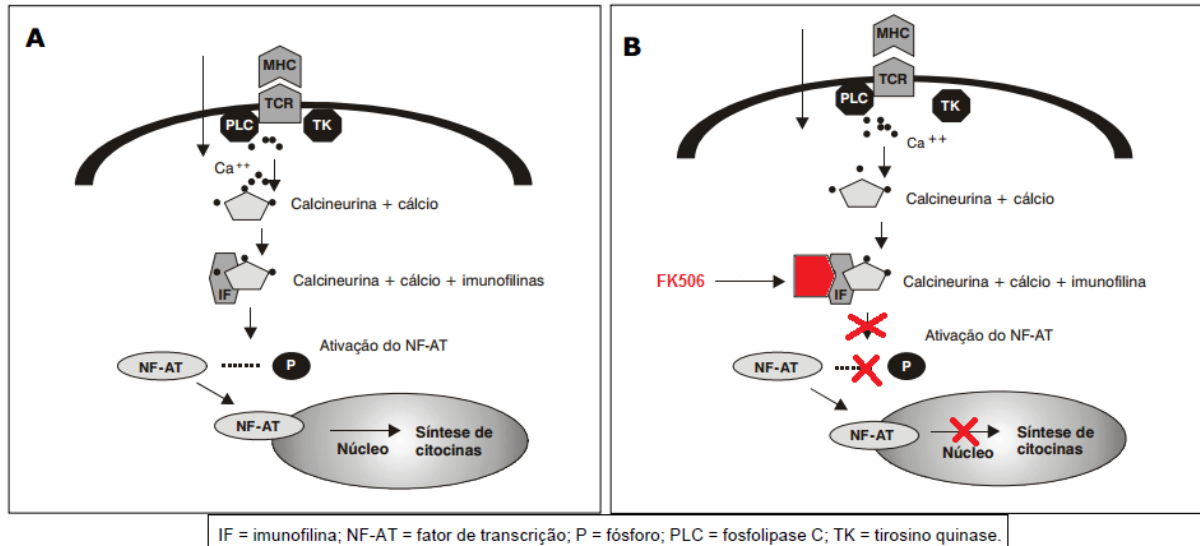 A
MHC
TCR
PLC
TK
Ca++
Calcineurina + cálcio
IF
Calcineurina + cálcio + imunofilinas
Ativação do NF-AT
NF-AT
P
NF-AT
Núcleo
Síntese de
citocinas
B
MHC
TCR
PLC
TK
Ca++
Calcineurina + cálcio
FK506
IF
Calcineurina + cálcio + imunofilina
Ativação do NF-AT
NF-AT
P
NF-AT
Núcleo
Síntese de
citocinas
IF = imunofilina; NF-AT = fator de transcrição; P = fósforo; PLC = fosfolipase C; TK = tirosino quinase.